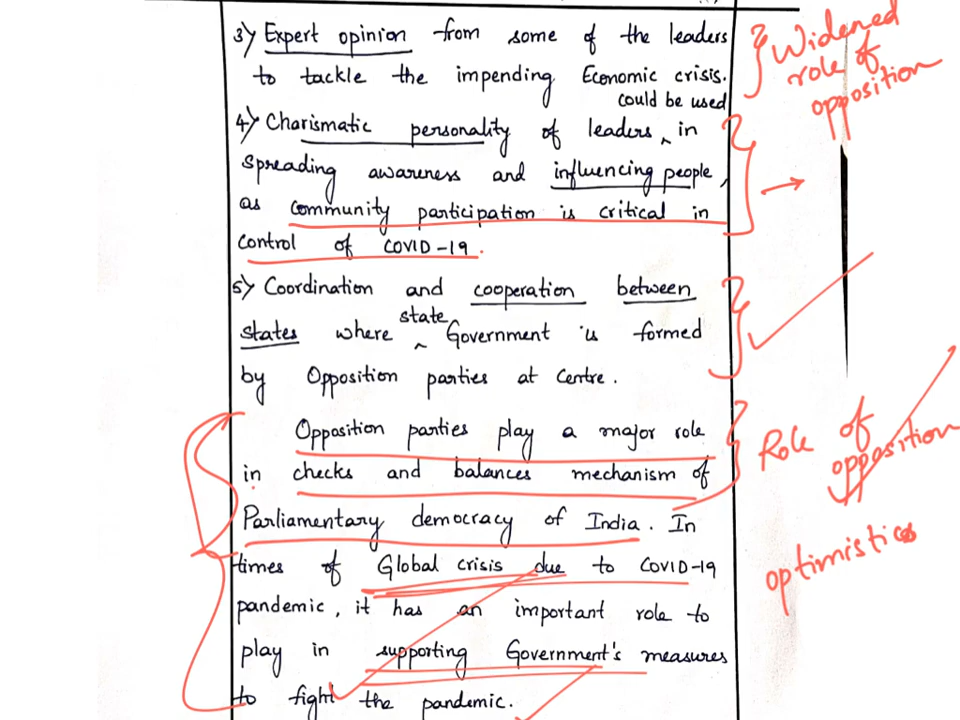 3) Expert opinion from some of the leaders
to tackle the impending Economic crisis.
could be used
4) Charismatic personality of leaders ^ in
spreading awareness and influencing people,
as community participation is critical in
control of COVID-19.
5) Coordination and cooperation between
state
states where ^ Government is formed
by Opposition parties at Centre.
Opposition parties play a major role
in checks and balances mechanism of
Parliamentary democracy of India. In
times of Global crisis due to COVID-19
pandemic, it has an important role to
play in supporting Government's measures
to fight the pandemic.
Widened
role of
opposition
Role of
opposition
optimistic